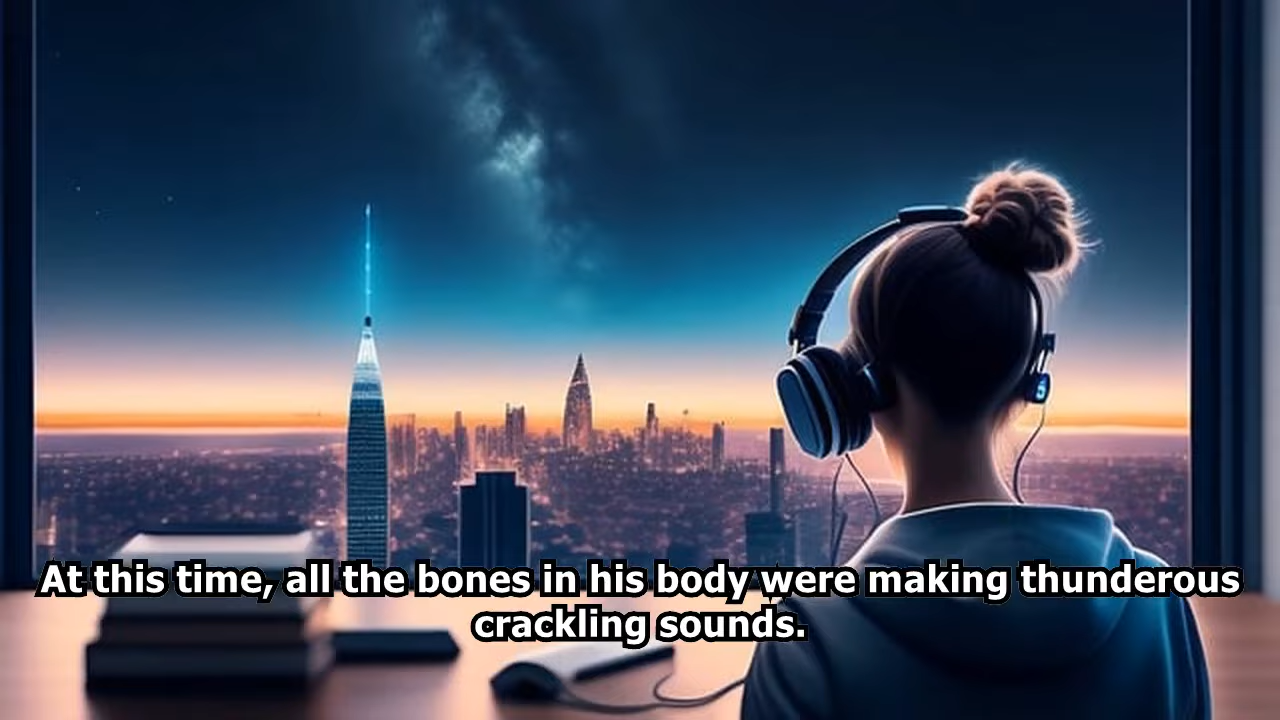 At this time, all the bones in his body were making thunderous
crackling sounds.